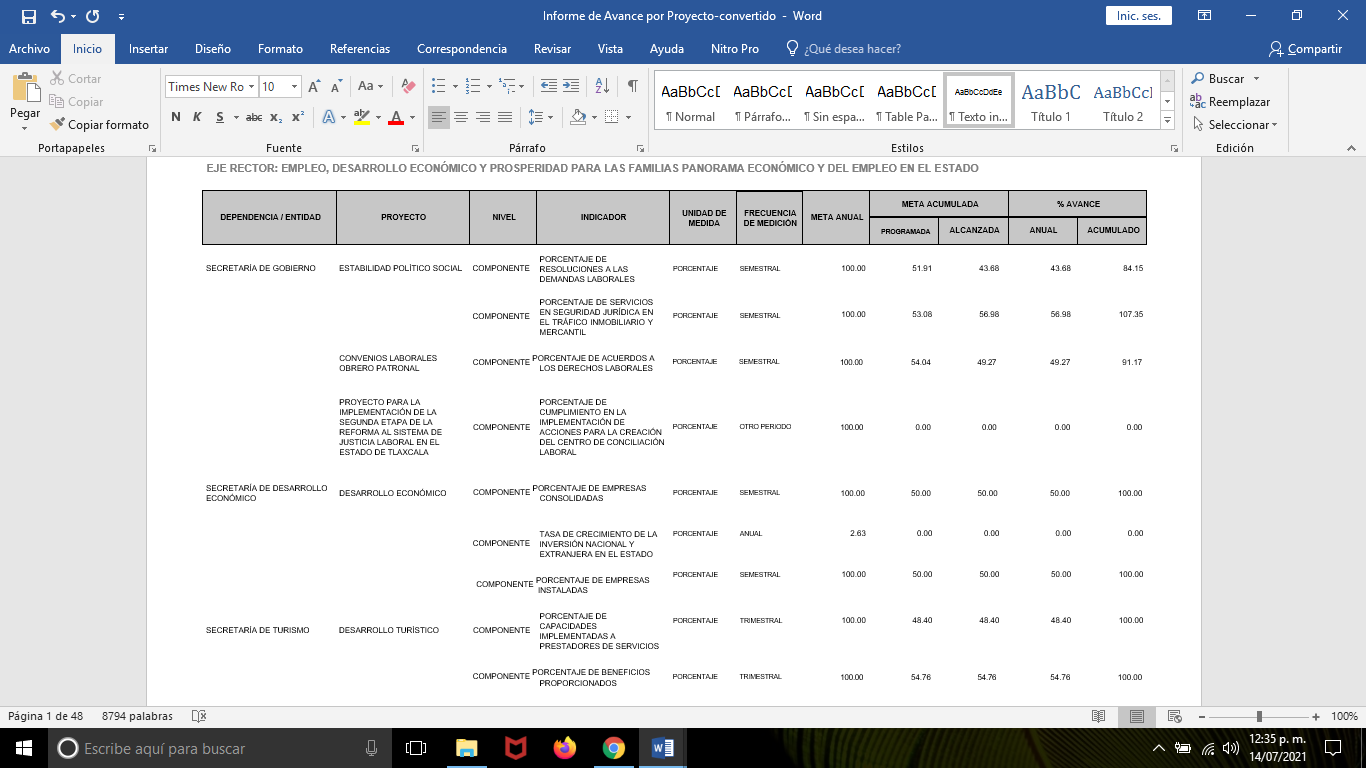 Informe de Avance por Proyecto-convertido - Word
Inic. ses.
Archivo Inicio Insertar Diseño Formato Referencias Correspondencia Revisar Vista Ayuda Nitro Pro ¿Qué desea hacer? Compartir
Pegar
Cortar
Copiar
Copiar formato
Portapapeles
Times New Ro 10
N K S abc x₂ x²
Fuente
Párrafo
AaBbCcI AaBbCcI AaBbCcI AaBbCcI AaBbCcDdEe AaBbC AaBbCcl
¶ Normal ¶ Párrafo... ¶ Sin espa... ¶ Table Pa... ¶ Texto in... Título 1 Título 2
Estilos
Buscar
Reemplazar
Seleccionar
Edición
EJE RECTOR: EMPLEO, DESARROLLO ECONÓMICO Y PROSPERIDAD PARA LAS FAMILIAS PANORAMA ECONÓMICO Y DEL EMPLEO EN EL ESTADO
DEPENDENCIA / ENTIDAD
PROYECTO
NIVEL
INDICADOR
UNIDAD DE
MEDIDA
FRECUENCIA
DE MEDICIÓN
META ANUAL
META ACUMULADA
PROGRAMADA ALCANZADA
% AVANCE
ANUAL ACUMULADO
SECRETARÍA DE GOBIERNO
ESTABILIDAD POLÍTICO SOCIAL
COMPONENTE
PORCENTAJE DE
RESOLUCIONES A LAS
DEMANDAS LABORALES
PORCENTAJE SEMESTRAL 100.00 51.91 43.68 43.68 84.15
COMPONENTE
PORCENTAJE DE SERVICIOS
EN SEGURIDAD JURÍDICA EN
EL TRÁFICO INMOBILIARIO Y
MERCANTIL
PORCENTAJE SEMESTRAL 100.00 53.08 56.98 56.98 107.35
CONVENIOS LABORALES
OBRERO PATRONAL
COMPONENTE
PORCENTAJE DE ACUERDOS A
LOS DERECHOS LABORALES
PORCENTAJE SEMESTRAL 100.00 54.04 49.27 49.27 91.17
PROYECTO PARA LA
IMPLEMENTACIÓN DE LA
SEGUNDA ETAPA DE LA
REFORMA AL SISTEMA DE
JUSTICIA LABORAL EN EL
ESTADO DE TLAXCALA
COMPONENTE
PORCENTAJE DE
CUMPLIMIENTO EN LA
IMPLEMENTACIÓN DE
ACCIONES PARA LA CREACIÓN
DEL CENTRO DE CONCILIACIÓN
LABORAL
PORCENTAJE OTRO PERIODO 100.00 0.00 0.00 0.00 0.00
SECRETARÍA DE DESARROLLO
ECONÓMICO
DESARROLLO ECONÓMICO
COMPONENTE
PORCENTAJE DE EMPRESAS
CONSOLIDADAS
PORCENTAJE SEMESTRAL 100.00 50.00 50.00 50.00 100.00
COMPONENTE
TASA DE CRECIMIENTO DE LA
INVERSIÓN NACIONAL Y
EXTRANJERA EN EL ESTADO
PORCENTAJE ANUAL 2.63 0.00 0.00 0.00 0.00
COMPONENTE
PORCENTAJE DE EMPRESAS
INSTALADAS
PORCENTAJE SEMESTRAL 100.00 50.00 50.00 50.00 100.00
SECRETARÍA DE TURISMO
DESARROLLO TURÍSTICO
COMPONENTE
PORCENTAJE DE
CAPACIDADES
IMPLEMENTADAS A
PRESTADORES DE SERVICIOS
PORCENTAJE TRIMESTRAL 100.00 48.40 48.40 48.40 100.00
COMPONENTE
PORCENTAJE DE BENEFICIOS
PROPORCIONADOS
PORCENTAJE TRIMESTRAL 100.00 54.76 54.76 54.76 100.00
Página 1 de 48 8794 palabras 100%
Escribe aquí para buscar
12:35 p. m.
14/07/2021